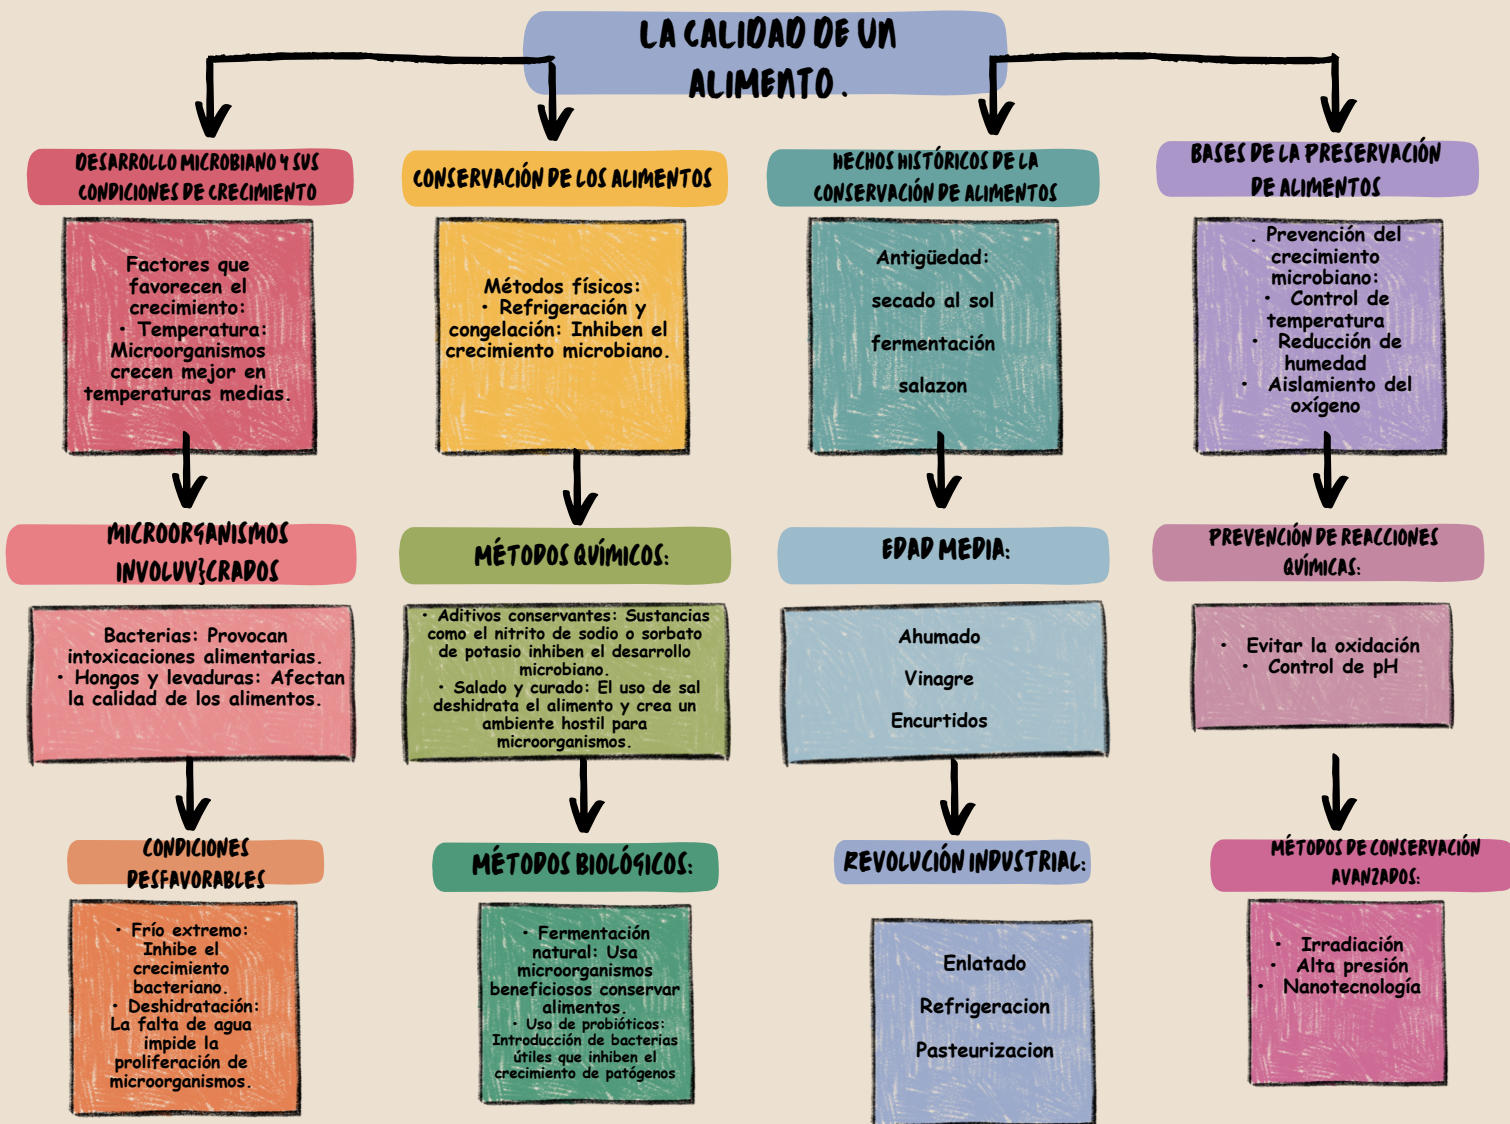 LA CALIDAD DE UN
ALIMENTO.
DESARROLLO MICROBIANO Y SUS
CONDICIONES DE CRECIMIENTO
Factores que
favorecen el
crecimiento:
• Temperatura:
Microorganismos
crecen mejor en
temperaturas medias.
MICROORGANISMOS
INVOLUV}CRADOS
Bacterias: Provocan
intoxicaciones alimentarias.
• Hongos y levaduras: Afectan
la calidad de los alimentos.
CONDICIONES
DESFAVORABLES
• Frío extremo:
Inhibe el
crecimiento
bacteriano.
• Deshidratación:
La falta de agua
impide la
proliferación de
microorganismos.
CONSERVACIÓN DE LOS ALIMENTOS
Métodos físicos:
• Refrigeración y
congelación: Inhiben el
crecimiento microbiano.
MÉTODOS QUÍMICOS:
• Aditivos conservantes: Sustancias
como el nitrito de sodio o sorbato
de potasio inhiben el desarrollo
microbiano.
• Salado y curado: El uso de sal
deshidrata el alimento y crea un
ambiente hostil para
microorganismos.
MÉTODOS BIOLÓGICOS:
• Fermentación
natural: Usa
microorganismos
beneficiosos conservar
alimentos.
• Uso de probióticos:
Introducción de bacterias
útiles que inhiben el
crecimiento de patógenos
HECHOS HISTÓRICOS DE LA
CONSERVACIÓN DE ALIMENTOS
Antigüedad:
secado al sol
fermentación
salazon
EDAD MEDIA:
Ahumado
Vinagre
Encurtidos
REVOLUCIÓN INDUSTRIAL:
Enlatado
Refrigeracion
Pasteurizacion
BASES DE LA PRESERVACIÓN
DE ALIMENTOS
. Prevención del
crecimiento
microbiano:
• Control de
temperatura
• Reducción de
humedad
• Aislamiento del
oxígeno
PREVENCIÓN DE REACCIONES
QUÍMICAS:
• Evitar la oxidación
• Control de pH
MÉTODOS DE CONSERVACIÓN
AVANZADOS:
• Irradiación
• Alta presión
• Nanotecnología